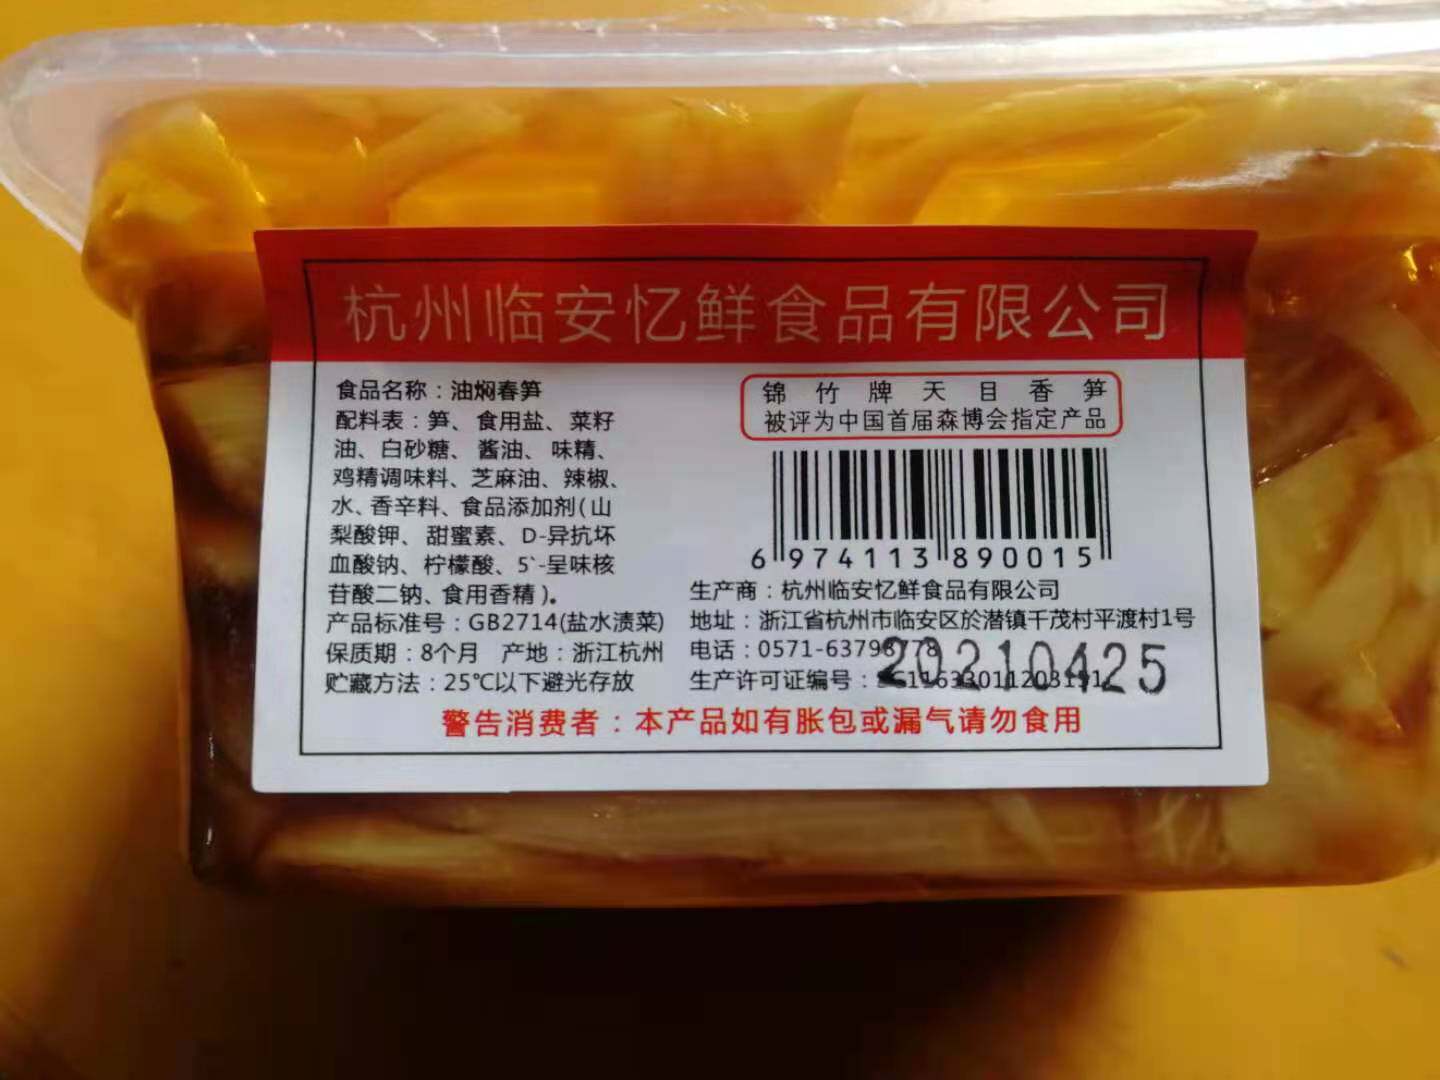 杭州临安忆鲜食品有限公司
食品名称：油焖春笋
配料表：笋、食用盐、菜籽
油、白砂糖、酱油、味精、
鸡精调味料、芝麻油、辣椒、
水、香辛料、食品添加剂(山
梨酸钾、甜蜜素、D-异抗坏
血酸钠、柠檬酸、5`-呈味核
苷酸二钠、食用香精)。
产品标准号：GB2714(盐水渍菜)
保质期：8个月 产地：浙江杭州
贮藏方法：25℃以下避光存放
锦竹牌天目香笋
被评为中国首届森博会指定产品
6 974113 890015
生产商：杭州临安忆鲜食品有限公司
地址：浙江省杭州市临安区於潜镇千茂村平渡村1号
电话：0571-63798778
生产许可证编号：
20210425
警告消费者：本产品如有胀包或漏气请勿食用